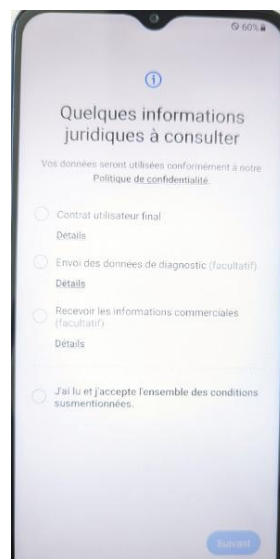 60%
Quelques informations
juridiques à consulter
Vos données seront utilisées conformément à notre
Politique de confidentialité.
Contrat utilisateur final
Détails
Envoi des données de diagnostic (facultatif)
Détails
Recevoir les informations commerciales
(facultatif)
Détails
J'ai lu et j'accepte l'ensemble des conditions
susmentionnées.
Suivant